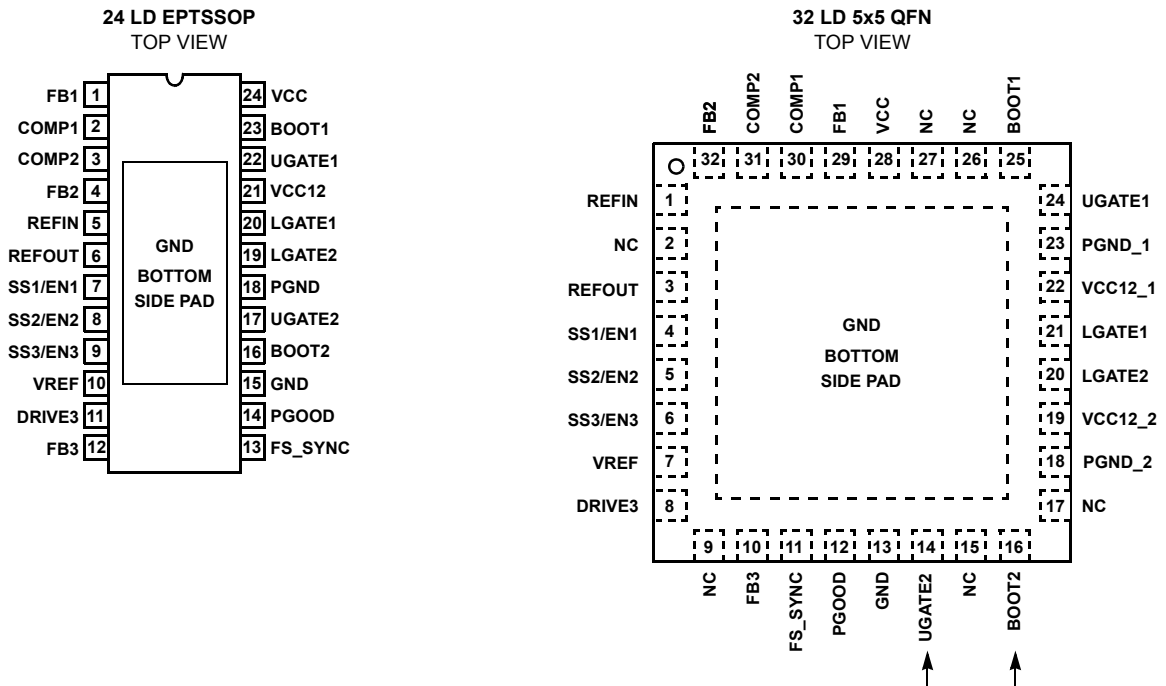 24 LD EPTSSOP
TOP VIEW
FB1 1
COMP1 2
COMP2 3
FB2 4
REFIN 5
REFOUT 6
SS1/EN1 7
SS2/EN2 8
SS3/EN3 9
VREF 10
DRIVE3 11
FB3 12
GND
BOTTOM
SIDE PAD
24 VCC
23 BOOT1
22 UGATE1
21 VCC12
20 LGATE1
19 LGATE2
18 PGND
17 UGATE2
16 BOOT2
15 GND
14 PGOOD
13 FS_SYNC
32 LD 5x5 QFN
TOP VIEW
FB2
COMP2
COMP1
FB1
VCC
NC
NC
BOOT1
32 31 30 29 28 27 26 25
REFIN 1
NC 2
REFOUT 3
SS1/EN1 4
SS2/EN2 5
SS3/EN3 6
VREF 7
DRIVE3 8
GND
BOTTOM
SIDE PAD
24 UGATE1
23 PGND_1
22 VCC12_1
21 LGATE1
20 LGATE2
19 VCC12_2
18 PGND_2
17 NC
9 10 11 12 13 14 15 16
NC
FB3
FS_SYNC
PGOOD
GND
UGATE2
NC
BOOT2